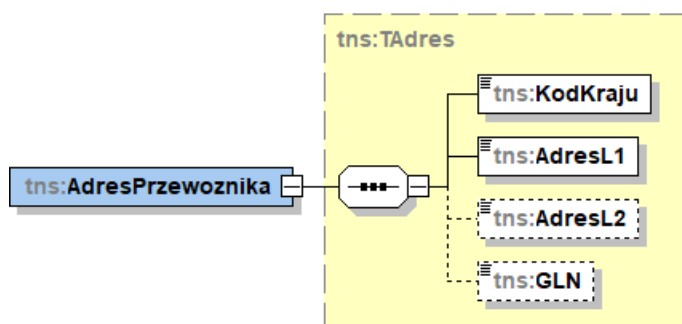 tns:TAdres
tns:KodKraju
tns:AdresL1
tns:AdresPrzewoznika
tns:AdresL2
tns:GLN